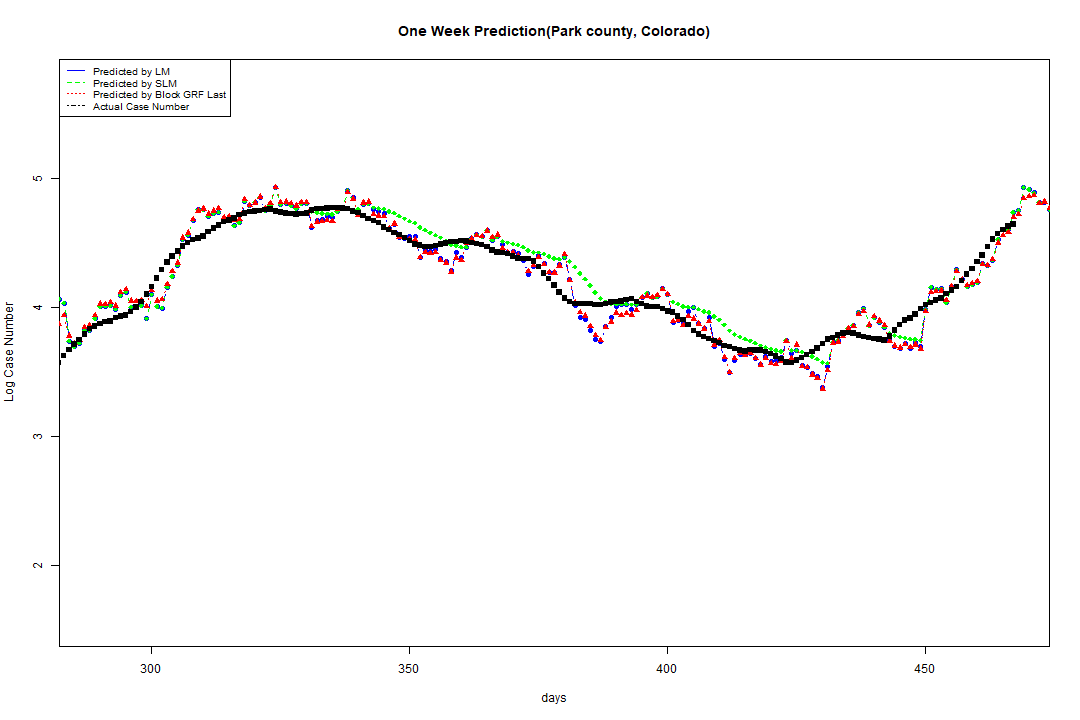 One Week Prediction(Park county, Colorado)
Predicted by LM
Predicted by SLM
Predicted by Block GRF Last
Actual Case Number
5
4
3
2
Log Case Number
300
350
400
450
days